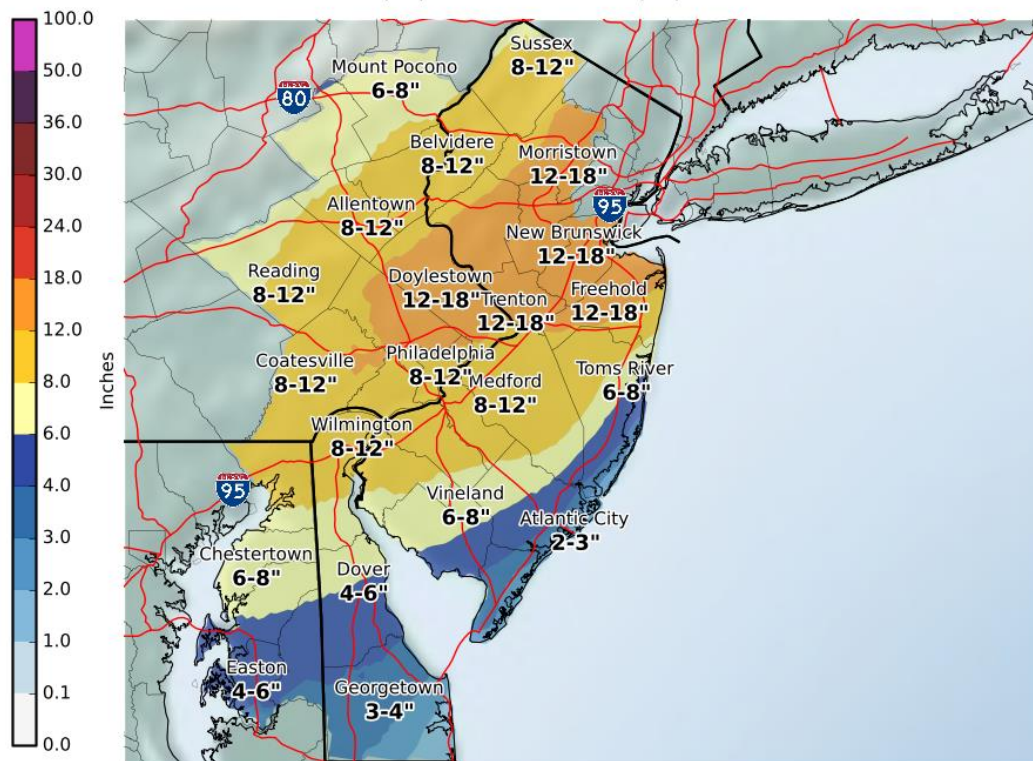 100.0
50.0
36.0
30.0
24.0
18.0
12.0
8.0
6.0
4.0
3.0
2.0
1.0
0.1
0.0
Inches
Sussex
8-12"
Mount Pocono
6-8"
80
Belvidere
8-12"
Morristown
12-18"
95
Allentown
8-12"
New Brunswick
12-18"
Reading
8-12"
Doylestown
12-18"
Trenton
12-18"
Freehold
12-18"
Coatesville
8-12"
Philadelphia
8-12"
Medford
8-12"
Toms River
6-8"
Wilmington
8-12"
95
Vineland
6-8"
Atlantic City
2-3"
Chestertown
6-8"
Dover
4-6"
Easton
4-6"
Georgetown
3-4"